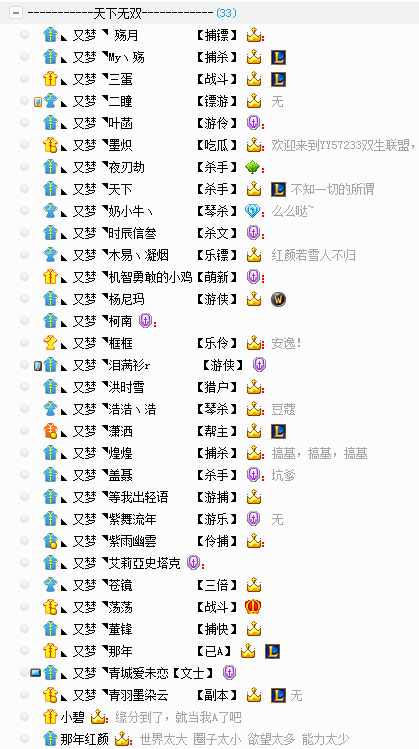 -----------天下无双------------(33)
◣ 又梦 ◥ 殇月 【捕镖】 :
◣ 又梦 ◥My丶殇 【捕杀】
◣ 又梦 ◥三蛋 【战斗】
◣ 又梦 ◥二瞳 【镖游】 无
◣ 又梦 ◥叶菡 【游伶】 :
◣ 又梦 ◥墨炽 【吃瓜】 : 欢迎来到YY57233双生联盟,
◣ 又梦 ◥夜刃劫 【杀手】 :
◣ 又梦 ◥天下 【杀手】 不知一切的所谓
◣ 又梦 ◥奶小牛丶 【琴杀】 : 么么哒~
◣ 又梦 ◥时辰信誊 【杀文】 :
◣ 又梦 ◥木易丶凝烟 【乐镖】 红颜若雪人不归
◣ 又梦 ◥机智勇敢的小鸡【萌新】 :
◣ 又梦 ◥杨尼玛 【游侠】
◣ 又梦 ◥柯南 :
◣ 又梦 ◥框框 【乐伶】 : 安逸!
◣ 又梦 ◥泪满衫r 【游侠】
◣ 又梦 ◥洪时雪 【猎户】 :
◣ 又梦 ◥浩浩丶浩 【琴杀】 : 豆蔻
◣ 又梦 ◥潇洒 【帮主】
◣ 又梦 ◥煌煌 【捕杀】 : 搞基，搞基，搞基
◣ 又梦 ◥盖聂 【杀手】 : 坑爹
◣ 又梦 ◥等我出轻语 【游捕】
◣ 又梦 ◥紫舞流年 【游乐】 无
◣ 又梦 ◥紫雨幽雲 【伶捕】 :
◣ 又梦 ◥艾莉亞史塔克 :
◣ 又梦 ◥苍镜 【三倍】
◣ 又梦 ◥荡荡 【战斗】
◣ 又梦 ◥董锋 【捕快】
◣ 又梦 ◥那年 【已A】
◣ 又梦 ◥青城爱未恋【文士】
◣ 又梦 ◥青羽墨染云 【副本】 无
小碧 : 缘分到了，就当我A了吧
那年红颜 : 世界太大 圈子太小 欲望太多 能力太少